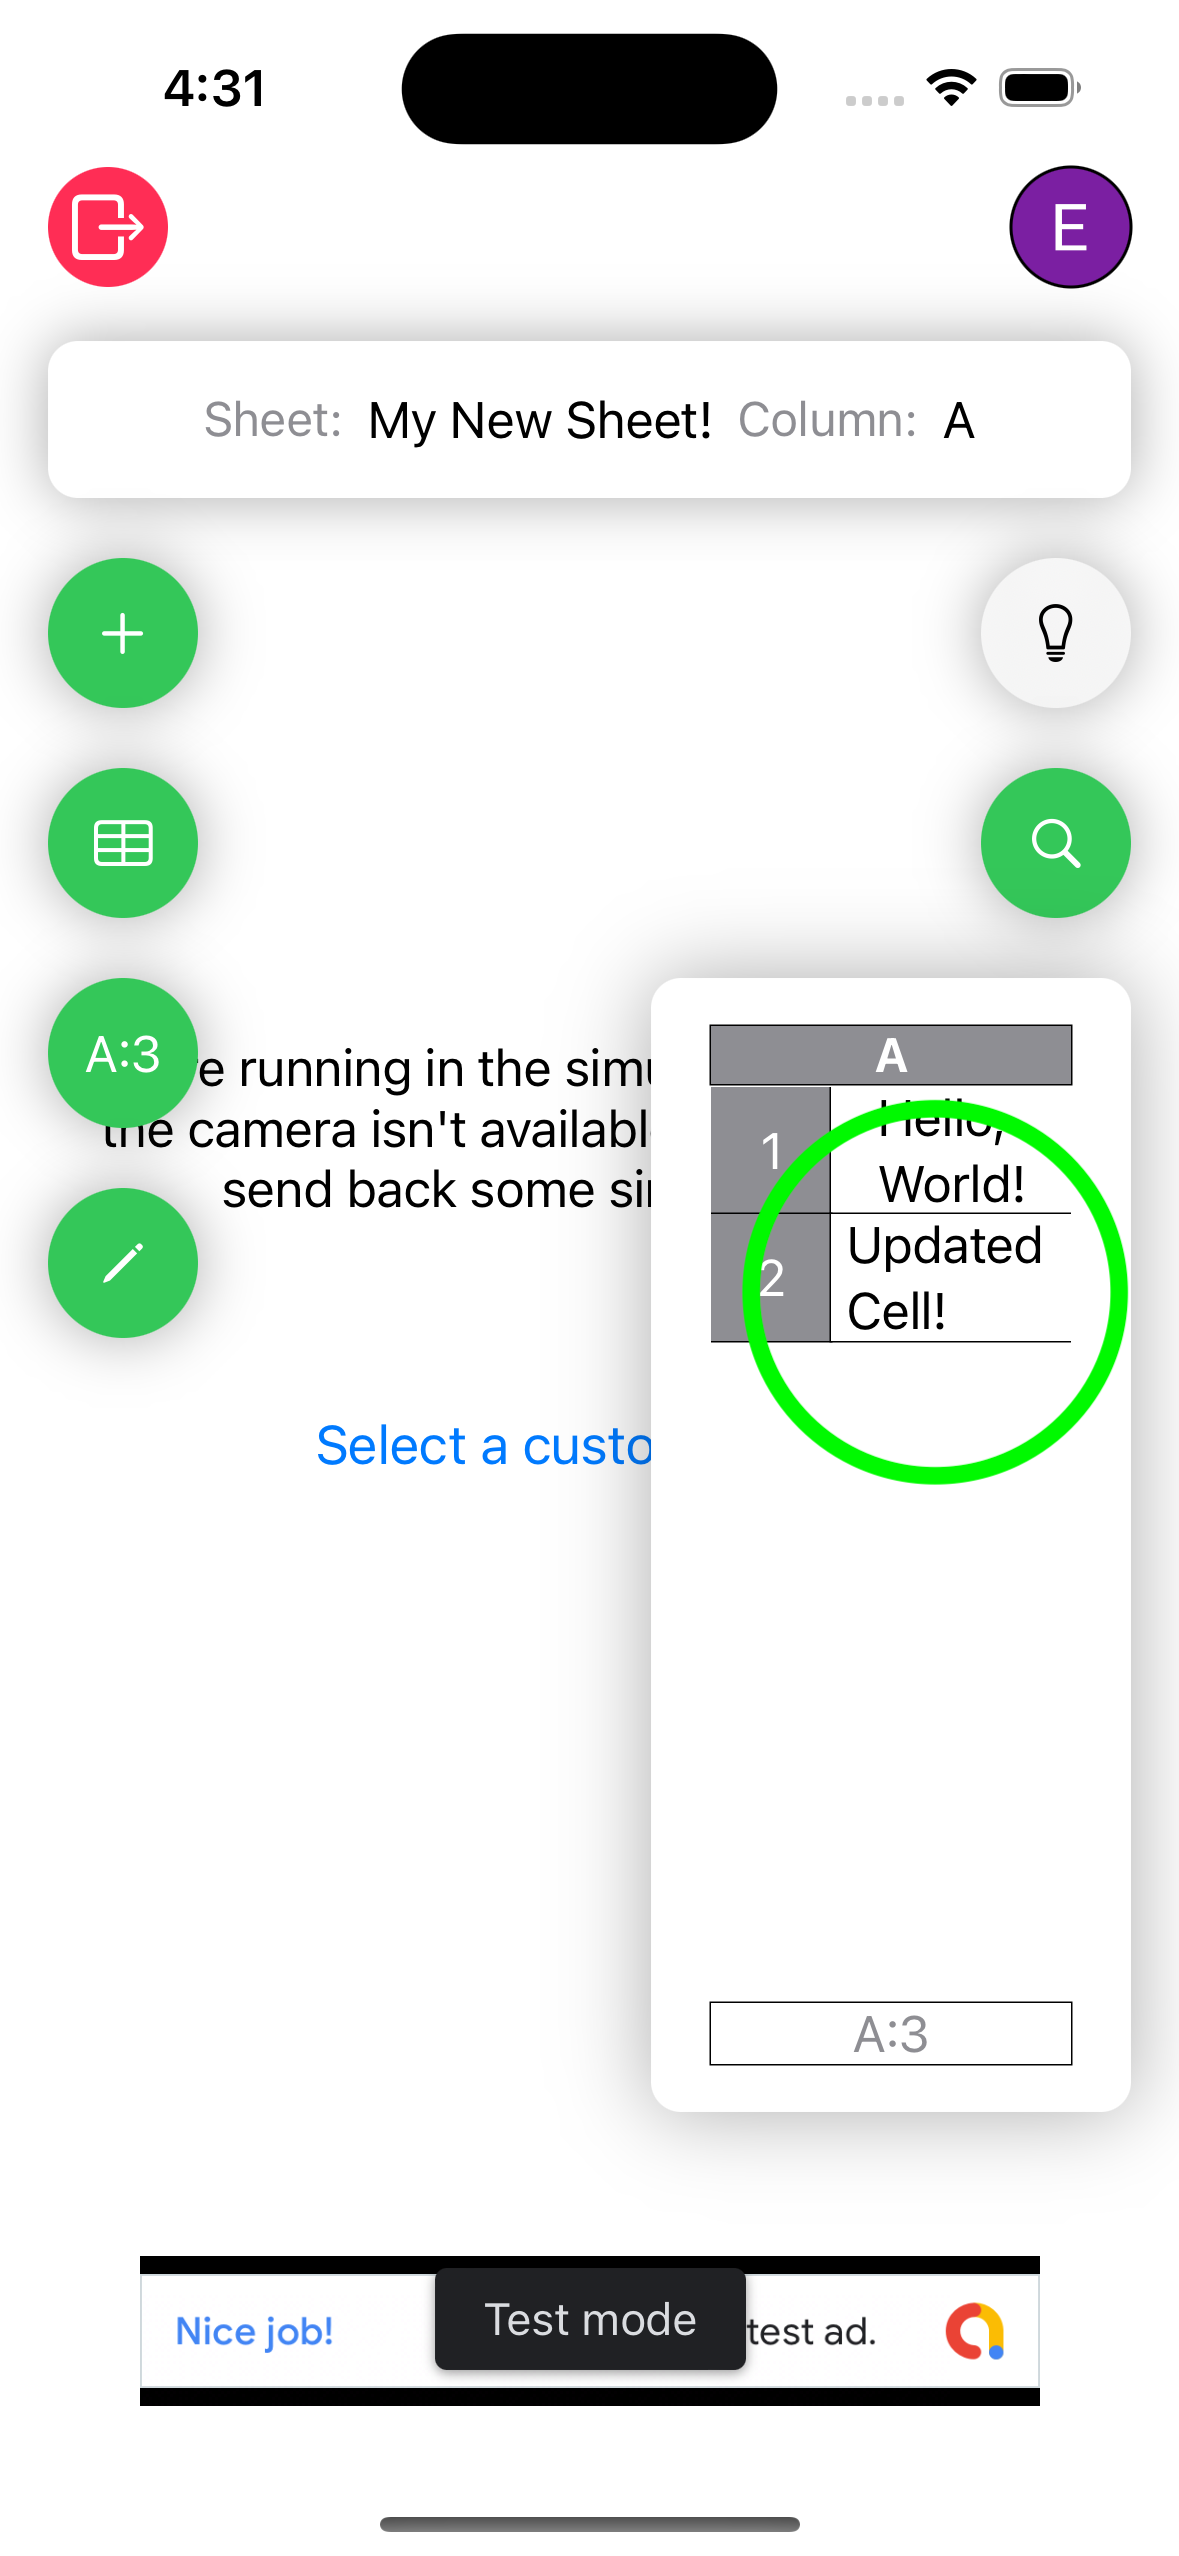 4:31
E
Sheet: My New Sheet! Column: A
A:3
re running in the simu
the camera isn't availabl
send back some si
Select a custo
A
1
Hello,
World!
2
Updated
Cell!
A:3
Nice job!
Test mode
test ad.